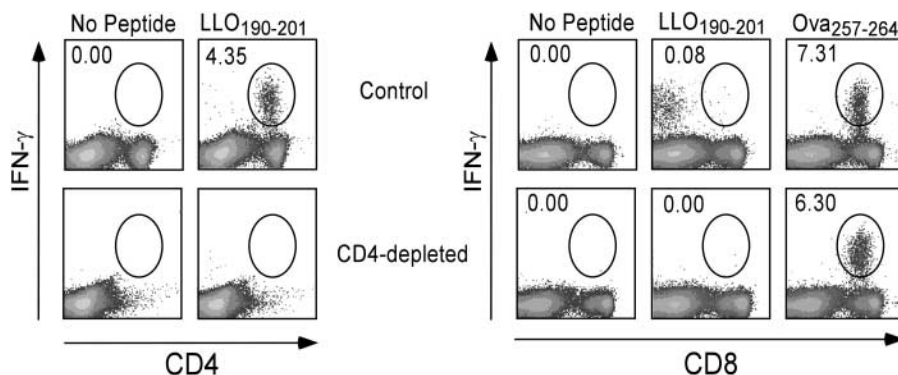 No Peptide LLO190-201
0.00 4.35
Control
IFN-γ
CD4-depleted
CD4
No Peptide LLO190-201 Ova257-264
0.00 0.08 7.31
IFN-γ
0.00 0.00 6.30
CD8